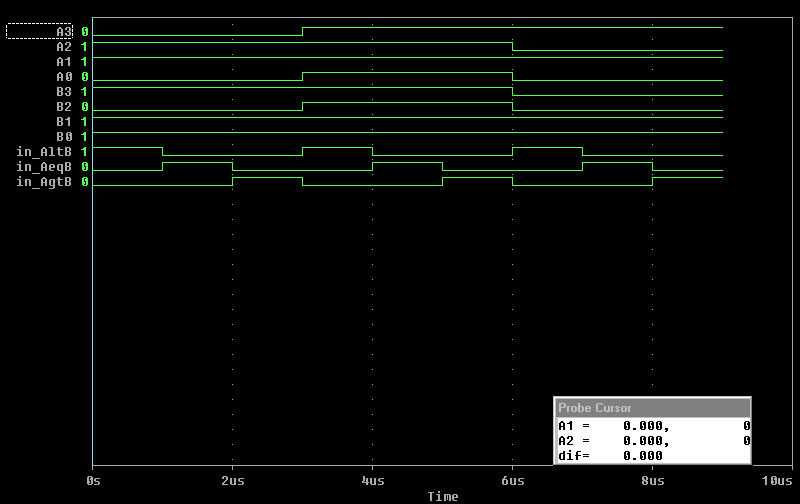 A3 0
A2 1
A1 1
A0 0
B3 1
B2 0
B1 1
B0 1
in_AltB 1
in_AeqB 0
in_AgtB 0
Probe Cursor
A1 = 0.000, 0
A2 = 0.000, 0
dif= 0.000
0s 2us 4us 6us 8us 10us
Time